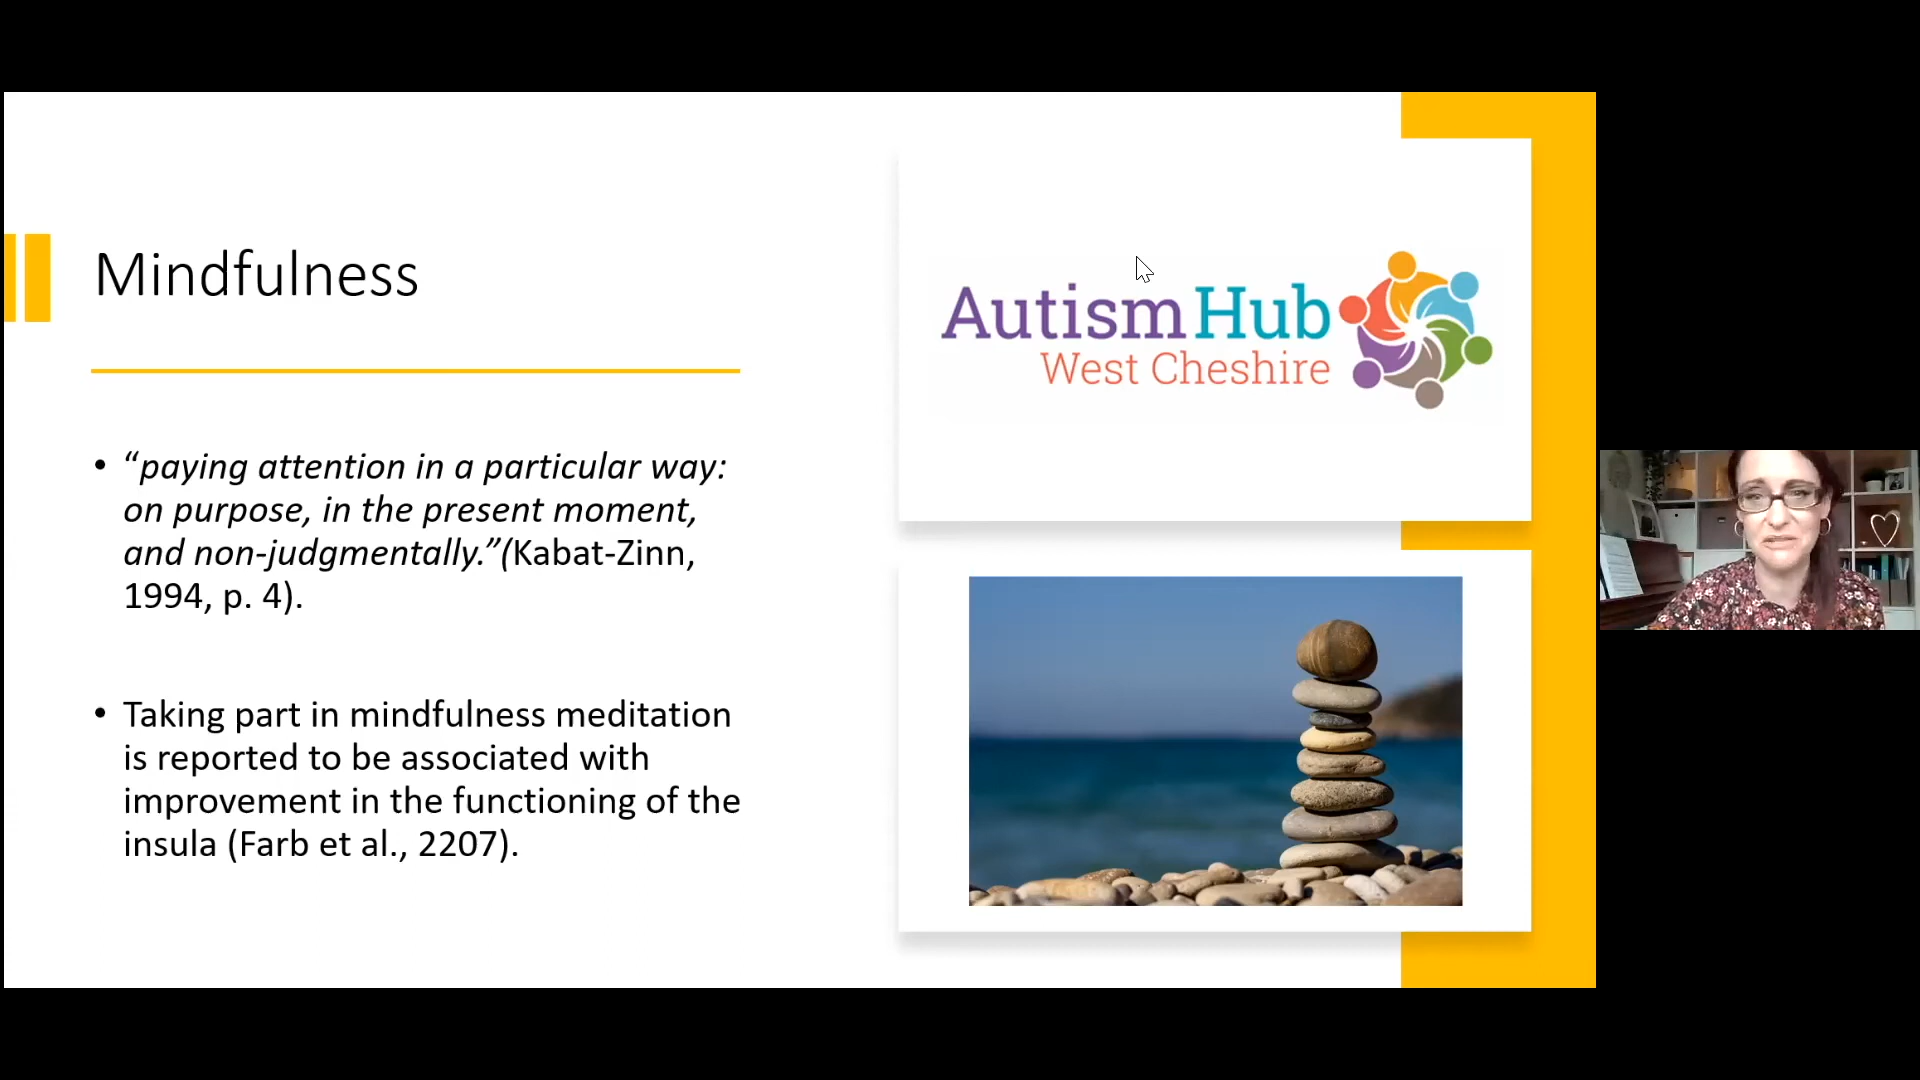 Mindfulness
• “paying attention in a particular way:
on purpose, in the present moment,
and non-judgmentally.”(Kabat-Zinn,
1994, p. 4).
• Taking part in mindfulness meditation
is reported to be associated with
improvement in the functioning of the
insula (Farb et al., 2207).
Autism Hub
West Cheshire